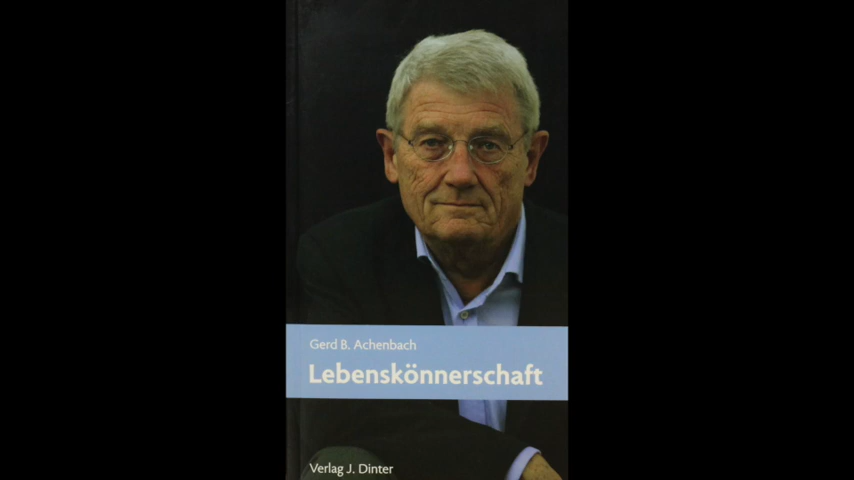 Gerd B. Achenbach
Lebenskönnerschaft
Verlag J. Dinter